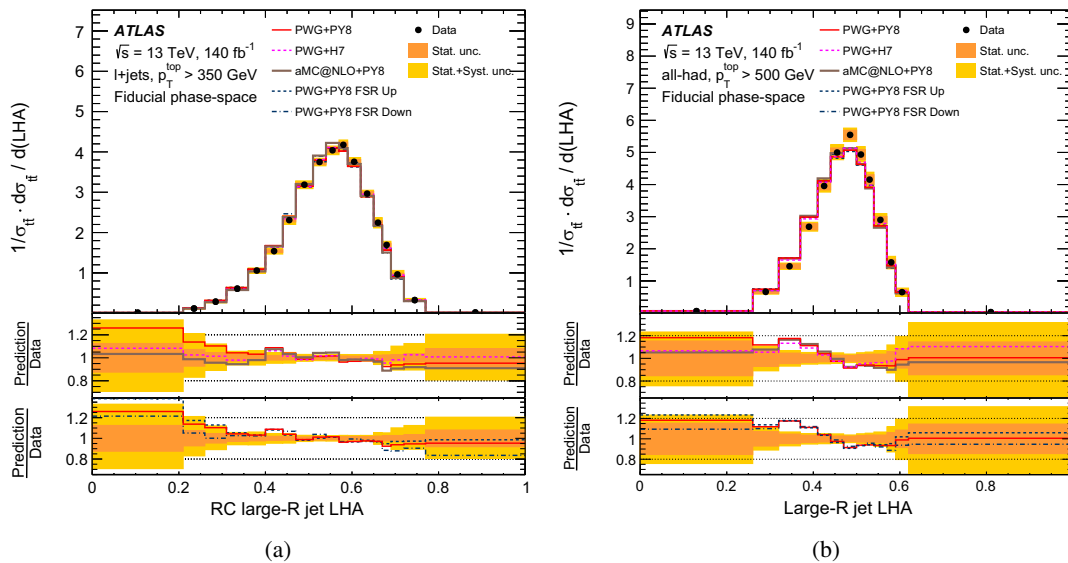 ATLAS
√s = 13 TeV, 140 fb⁻¹
l+jets, p_T^top > 350 GeV
Fiducial phase-space
PWG+PY8
PWG+H7
aMC@NLO+PY8
PWG+PY8 FSR Up
PWG+PY8 FSR Down
Data
Stat. unc.
Stat.+Syst. unc.
1/σ_tt̄ · dσ_tt̄ / d(LHA)
7
6
5
4
3
2
1
Prediction
Data
1.2
1
0.8
Prediction
Data
1.2
1
0.8
0 0.2 0.4 0.6 0.8 1
RC large-R jet LHA
(a)
ATLAS
√s = 13 TeV, 140 fb⁻¹
all-had, p_T^top > 500 GeV
Fiducial phase-space
PWG+PY8
PWG+H7
aMC@NLO+PY8
PWG+PY8 FSR Up
PWG+PY8 FSR Down
Data
Stat. unc.
Stat.+Syst. unc.
1/σ_tt̄ · dσ_tt̄ / d(LHA)
9
8
7
6
5
4
3
2
1
Prediction
Data
1.2
1
0.8
Prediction
Data
1.2
1
0.8
0 0.2 0.4 0.6 0.8
Large-R jet LHA
(b)